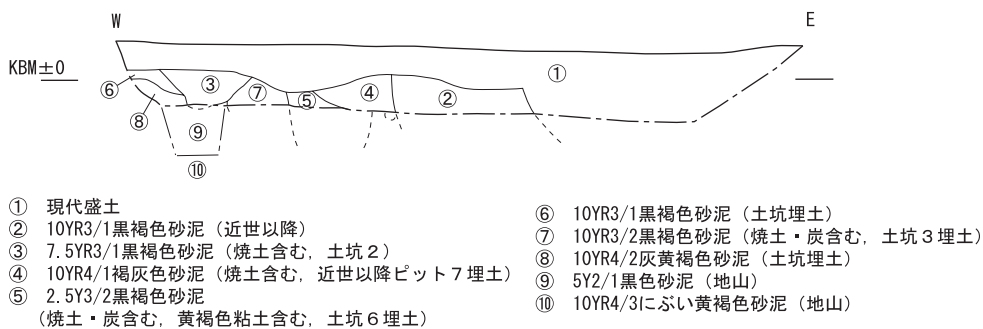 W
E
KBM±0
①
③
⑥
⑦
⑤
④
②
⑧
⑨
⑩
① 現代盛土
② 10YR3/1黒褐色砂泥（近世以降）
③ 7.5YR3/1黒褐色砂泥（焼土含む，土坑２）
④ 10YR4/1褐灰色砂泥（焼土含む，近世以降ピット７埋土）
⑤ 2.5Y3/2黒褐色砂泥
（焼土・炭含む，黄褐色粘土含む，土坑６埋土）
⑥ 10YR3/1黒褐色砂泥（土坑埋土）
⑦ 10YR3/2黒褐色砂泥（焼土・炭含む，土坑３埋土）
⑧ 10YR4/2灰黄褐色砂泥（土坑埋土）
⑨ 5Y2/1黒色砂泥（地山）
⑩ 10YR4/3にぶい黄褐色砂泥（地山）